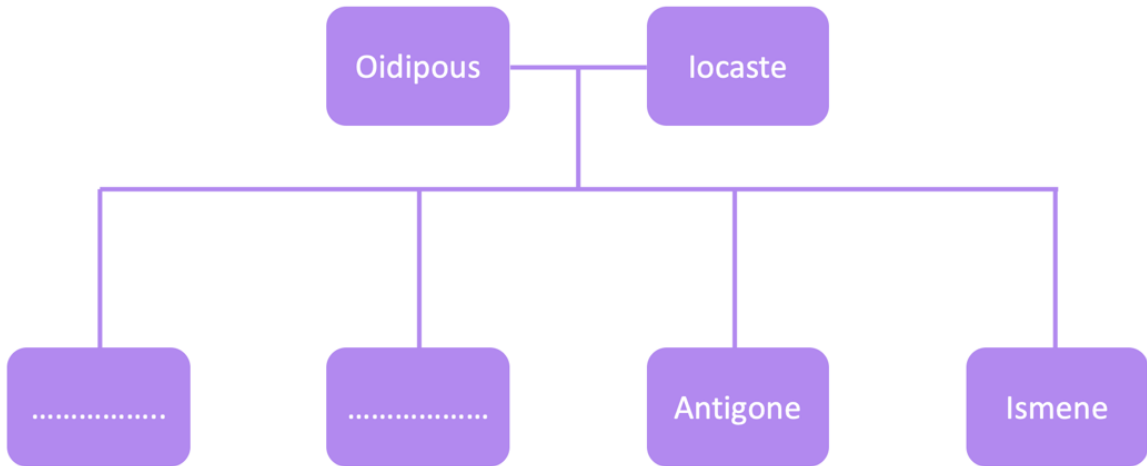 Oidipous
Iocaste
……………..
………………
Antigone
Ismene